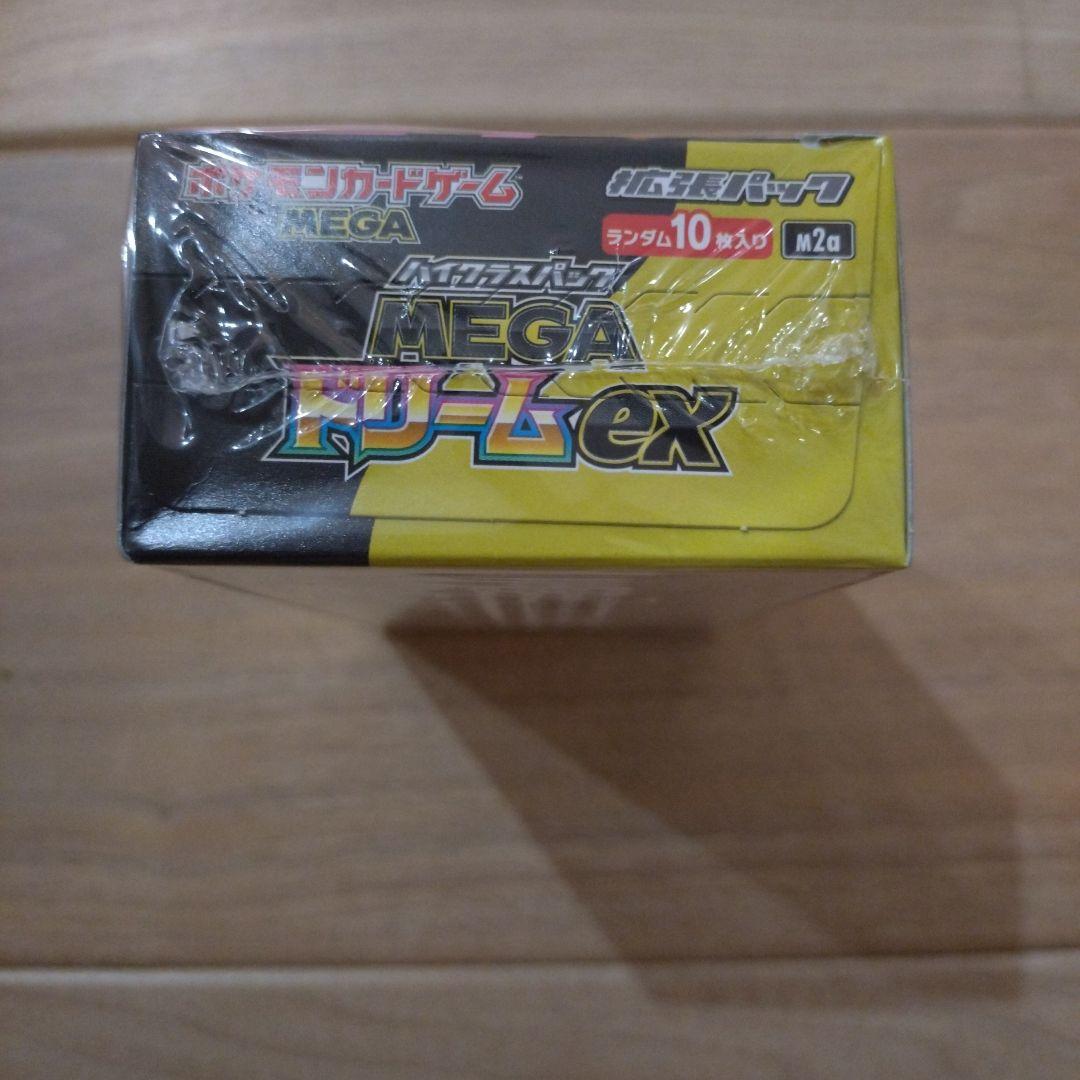 ポケモンカードゲーム
MEGA
拡張パック
ランダム10枚入り
M2a
ハイクラスパック
MEGA
ドリームex